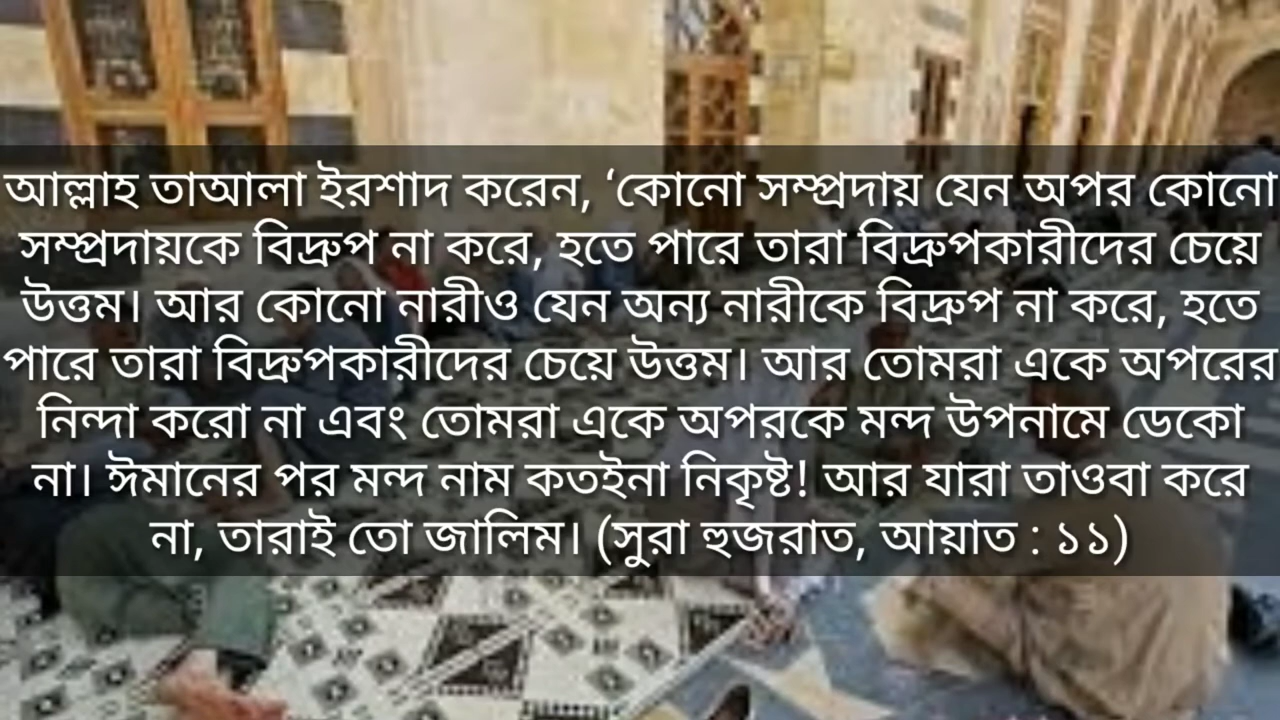 আল্লাহ তাআলা ইরশাদ করেন, ‘কোনো সম্প্রদায় যেন অপর কোনো
সম্প্রদায়কে বিদ্রুপ না করে, হতে পারে তারা বিদ্রুপকারীদের চেয়ে
উত্তম। আর কোনো নারীও যেন অন্য নারীকে বিদ্রুপ না করে, হতে
পারে তারা বিদ্রুপকারীদের চেয়ে উত্তম। আর তোমরা একে অপরের
নিন্দা করো না এবং তোমরা একে অপরকে মন্দ উপনামে ডেকো
না। ঈমানের পর মন্দ নাম কতইনা নিকৃষ্ট! আর যারা তাওবা করে
না, তারাই তো জালিম। (সুরা হুজরাত, আয়াত : ১১)